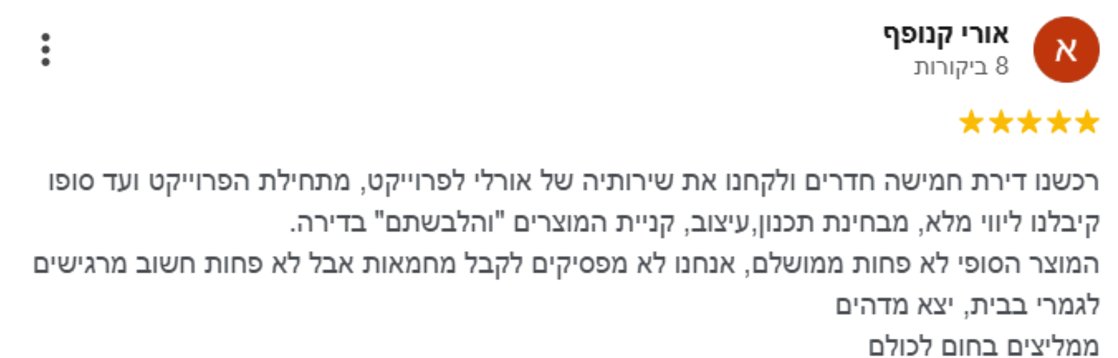 אורי קנופף
8 ביקורות
א
רכשנו דירת חמישה חדרים ולקחנו את שירותיה של אורלי לפרוייקט, מתחילת הפרוייקט ועד סופו
קיבלנו ליווי מלא, מבחינת תכנון,עיצוב, קניית המוצרים "והלבשתם" בדירה.
המוצר הסופי לא פחות ממושלם, אנחנו לא מפסיקים לקבל מחמאות אבל לא פחות חשוב מרגישים
לגמרי בבית, יצא מדהים
ממליצים בחום לכולם